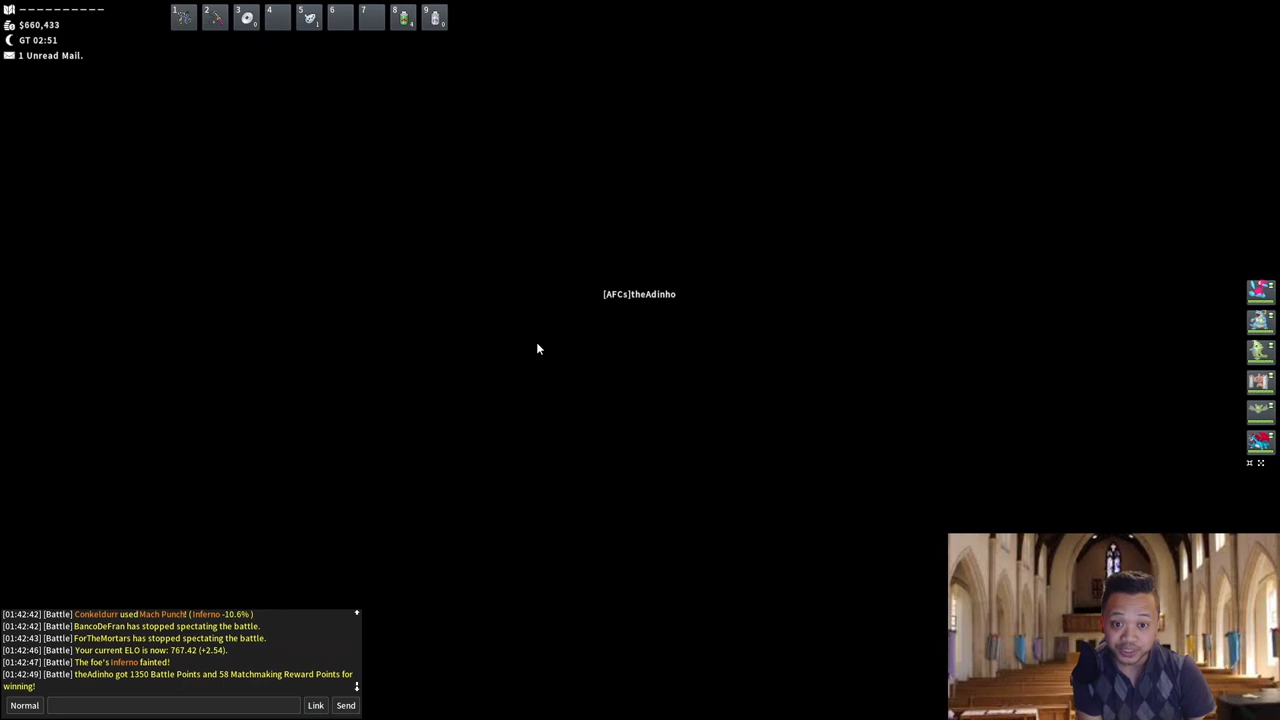 $660,433
GT 02:51
1 Unread Mail.
1 2 3 0 4 5 1 6 7 8 4 9 0
[AFCs]theAdinho
[01:42:42] [Battle] Conkeldurr used Mach Punch! ( Inferno -10.6% )
[01:42:42] [Battle] BancoDeFran has stopped spectating the battle.
[01:42:43] [Battle] ForTheMortars has stopped spectating the battle.
[01:42:46] [Battle] Your current ELO is now: 767.42 (+2.54).
[01:42:47] [Battle] The foe's Inferno fainted!
[01:42:49] [Battle] theAdinho got 1350 Battle Points and 58 Matchmaking Reward Points for
winning!
Normal Link Send